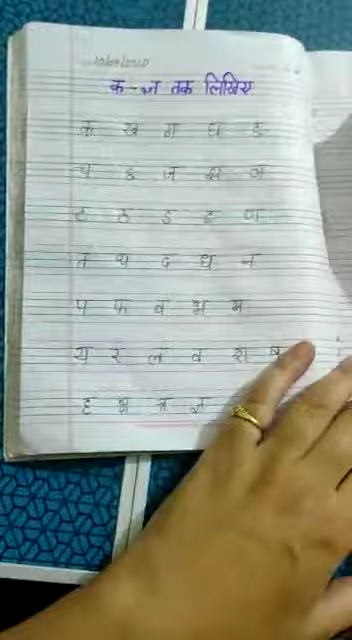 क - ज्ञ तक लिखिए
क ख ग घ ङ
च छ ज झ ञ
ट ठ ड ढ ण
त थ द ध न
प फ ब भ म
य र ल व श ष
ह क्ष त्र ज्ञ